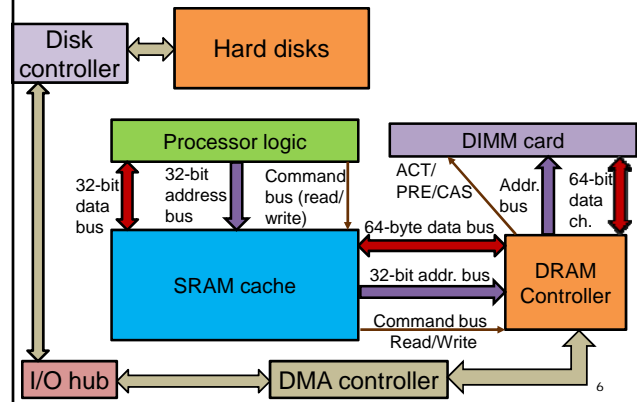 Disk
controller
Hard disks
Processor logic
DIMM card
32-bit
data
bus
32-bit
address
bus
Command
bus (read/
write)
ACT/
PRE/CAS
Addr.
bus
64-bit
data
ch.
64-byte data bus
SRAM cache
32-bit addr. bus
DRAM
Controller
Command bus
Read/Write
I/O hub
DMA controller
6